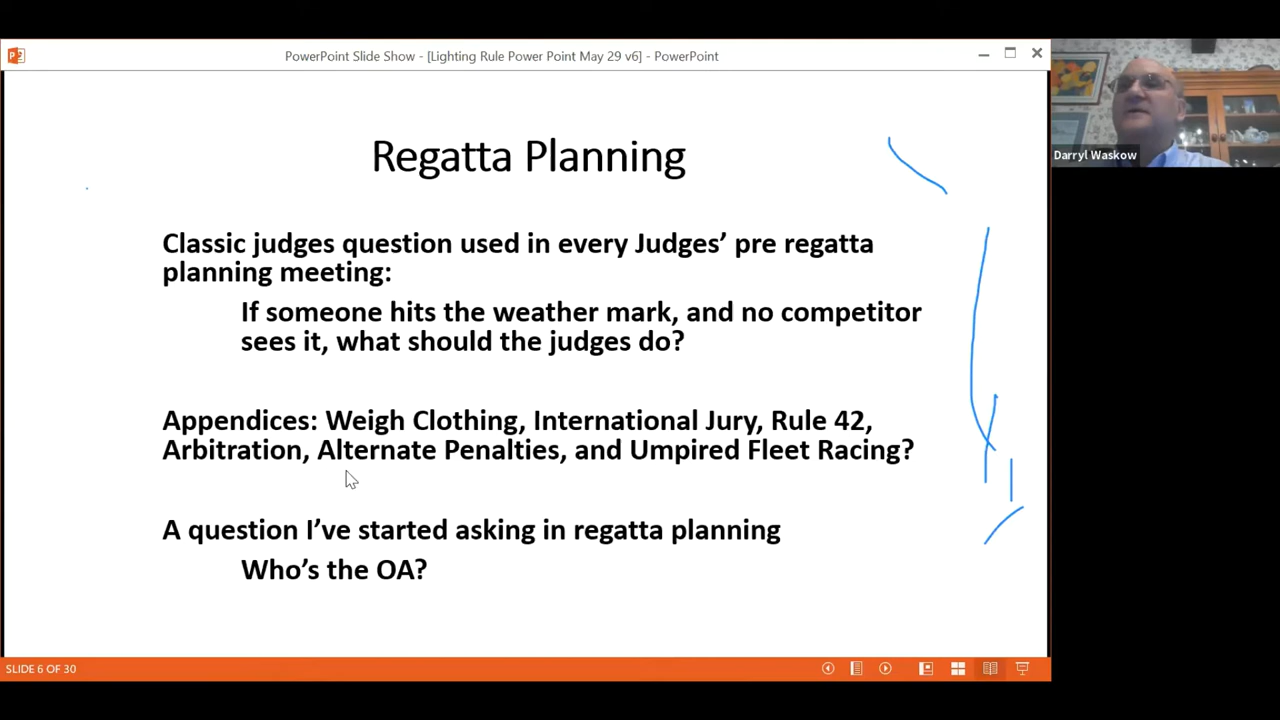 PowerPoint Slide Show - [Lighting Rule Power Point May 29 v6] - PowerPoint
Regatta Planning
Darryl Waskow
Classic judges question used in every Judges’ pre regatta
planning meeting:
If someone hits the weather mark, and no competitor
sees it, what should the judges do?
Appendices: Weigh Clothing, International Jury, Rule 42,
Arbitration, Alternate Penalties, and Umpired Fleet Racing?
A question I’ve started asking in regatta planning
Who’s the OA?
SLIDE 6 OF 30